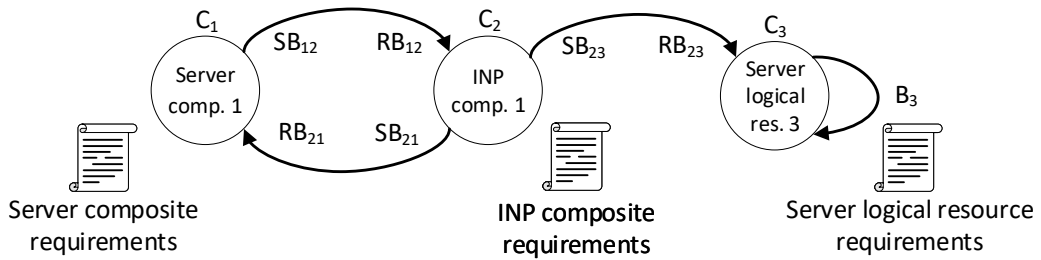 C₁
SB₁₂
RB₁₂
C₂
SB₂₃
RB₂₃
C₃
Server
comp. 1
INP
comp. 1
Server
logical
res. 3
B₃
RB₂₁
SB₂₁
Server composite
requirements
INP composite
requirements
Server logical resource
requirements